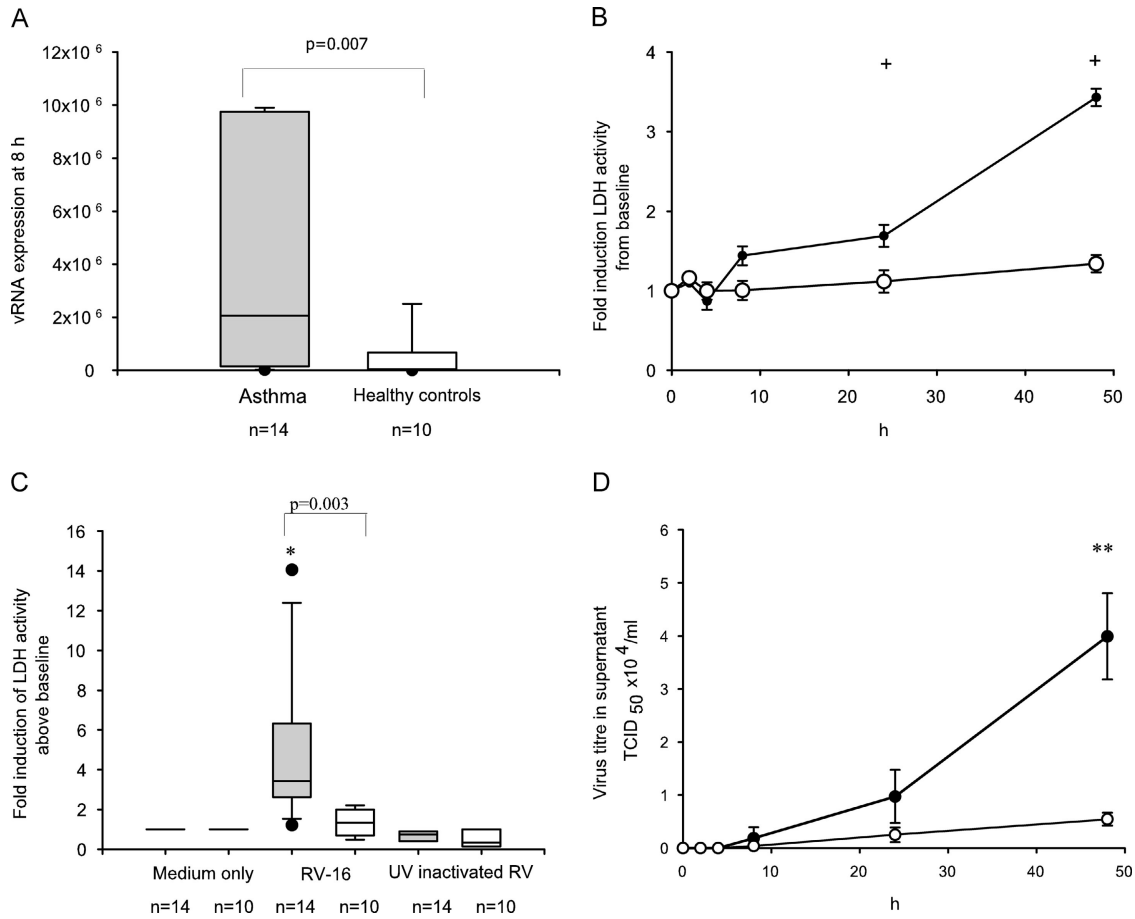 A
p=0.007
12x10 6
10x10 6
8x10 6
6x10 6
4x10 6
2x10 6
0
vRNA expression at 8 h
Asthma
Healthy controls
n=14
n=10
B
+
+
4
3
2
1
0
Fold induction LDH activity
from baseline
0
10
20
30
40
50
h
C
p=0.003
*
16
14
12
10
8
6
4
2
0
Fold induction of LDH activity
above baseline
Medium only
RV-16
UV inactivated RV
n=14
n=10
n=14
n=10
n=14
n=10
D
**
6
5
4
3
2
1
0
Virus titre in supernatant
TCID 50 x10 4/ml
0
10
20
30
40
50
h